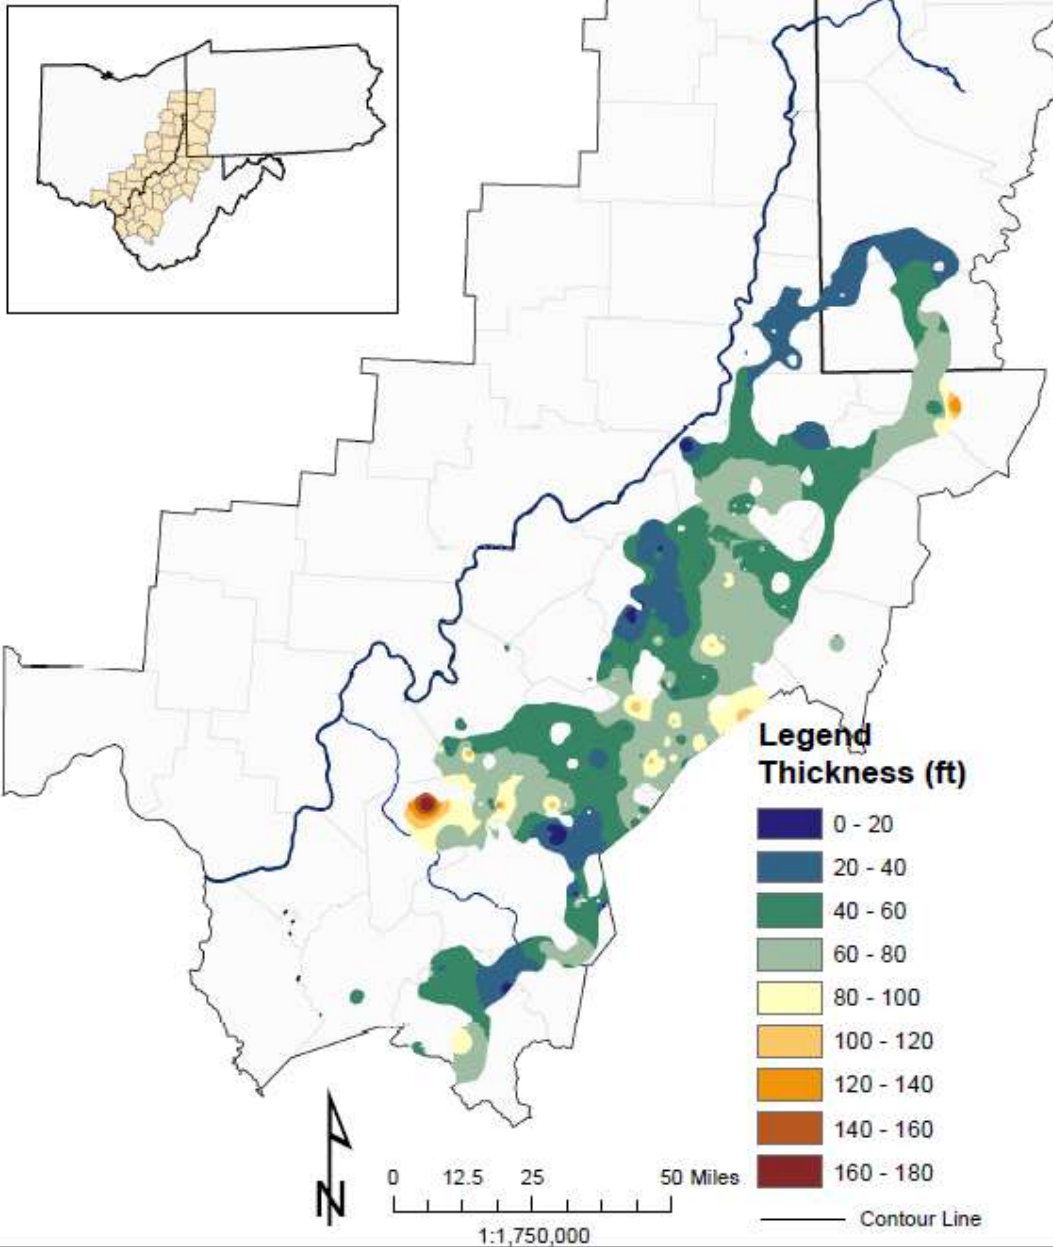 Legend
Thickness (ft)
0 - 20
20 - 40
40 - 60
60 - 80
80 - 100
100 - 120
120 - 140
140 - 160
160 - 180
Contour Line
N
0 12.5 25 50 Miles
1:1,750,000